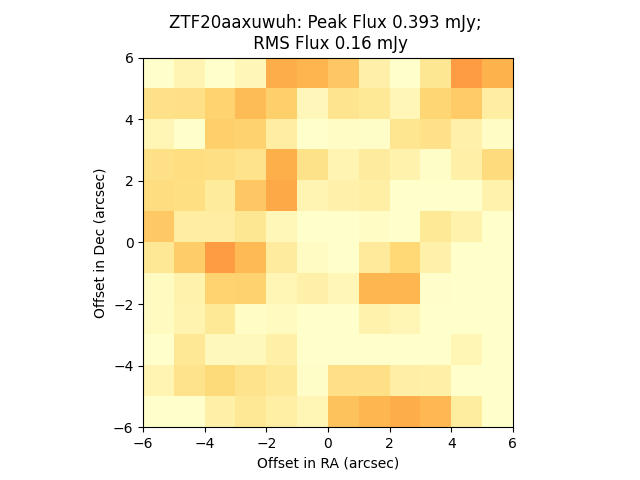 ZTF20aaxuwuh: Peak Flux 0.393 mJy;
RMS Flux 0.16 mJy
6
4
2
0
−2
−4
−6
Offset in Dec (arcsec)
−6 −4 −2 0 2 4 6
Offset in RA (arcsec)